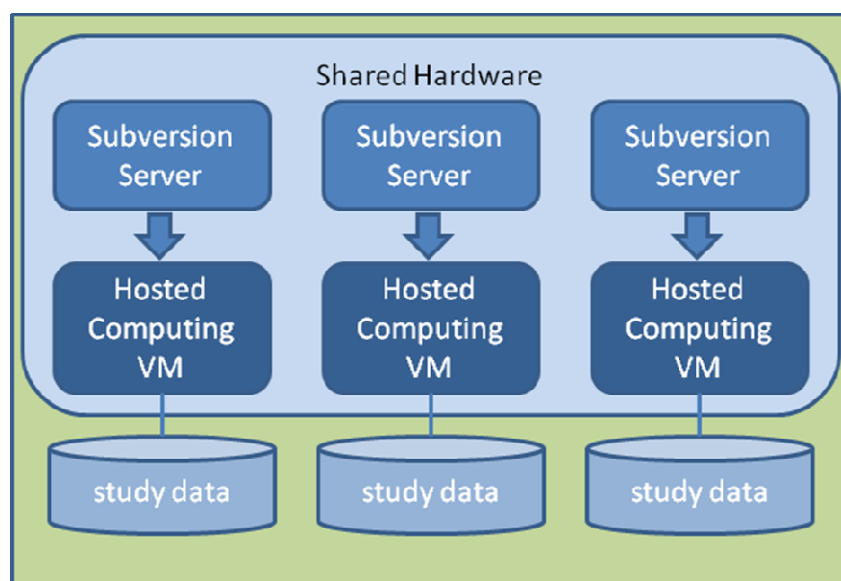 Shared Hardware
Subversion
Server
Subversion
Server
Subversion
Server
Hosted
Computing
VM
Hosted
Computing
VM
Hosted
Computing
VM
study data
study data
study data